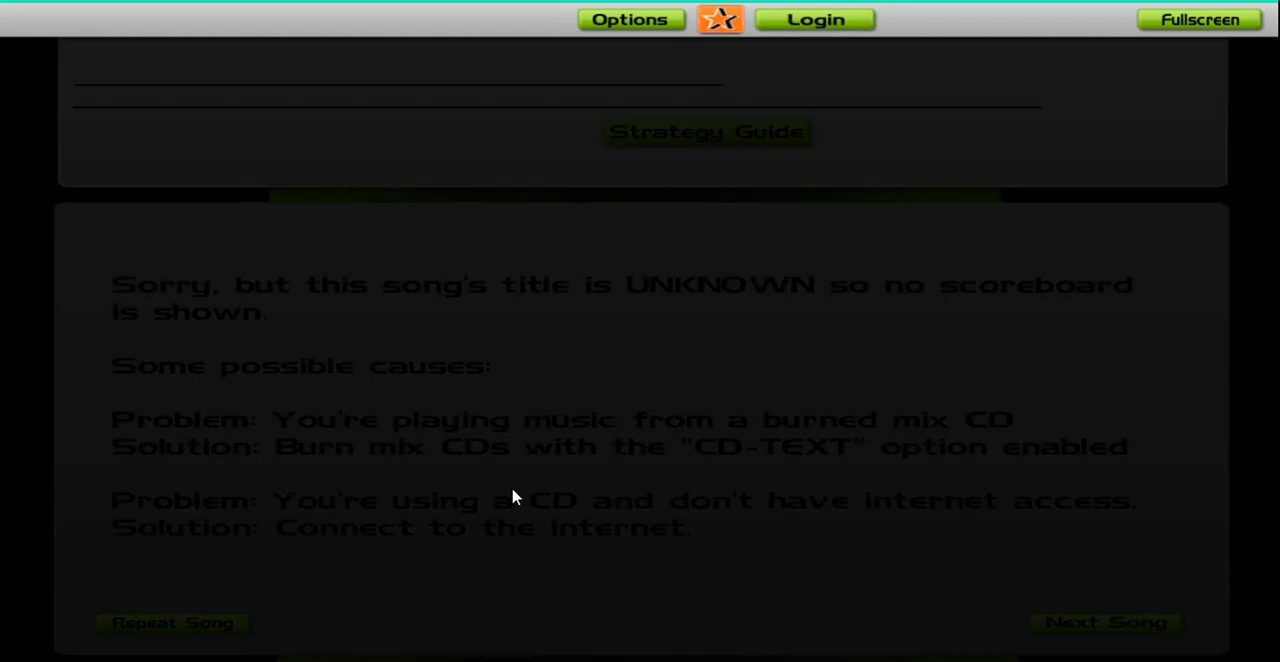 Options Login Fullscreen
Strategy Guide
Sorry, but this song's title is UNKNOWN so no scoreboard
is shown.
Some possible causes:
Problem: You're playing music from a burned mix CD
Solution: Burn mix CDs with the "CD-TEXT" option enabled
Problem: You're using a CD and don't have internet access.
Solution: Connect to the internet.
Repeat Song Next Song